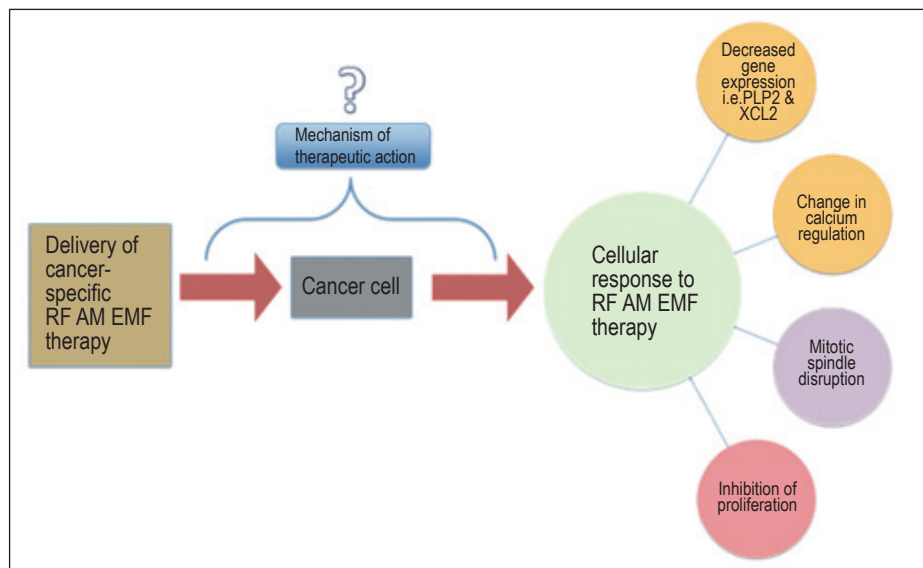 ?
Mechanism of
therapeutic action
Delivery of
cancer-
specific
RF AM EMF
therapy
Cancer cell
Cellular
response to
RF AM EMF
therapy
Decreased
gene
expression
i.e.PLP2 &
XCL2
Change in
calcium
regulation
Mitotic
spindle
disruption
Inhibition of
proliferation